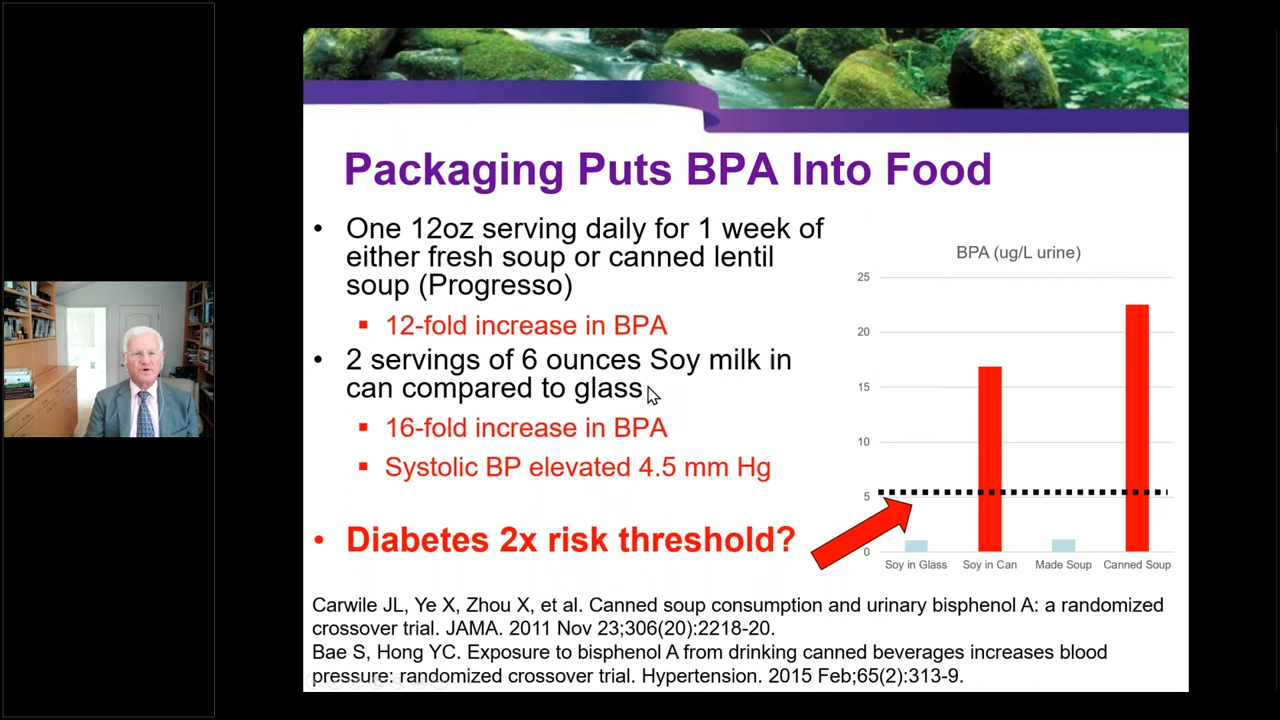 Packaging Puts BPA Into Food
• One 12oz serving daily for 1 week of
either fresh soup or canned lentil
soup (Progresso)
▪ 12-fold increase in BPA
• 2 servings of 6 ounces Soy milk in
can compared to glass
▪ 16-fold increase in BPA
▪ Systolic BP elevated 4.5 mm Hg
• Diabetes 2x risk threshold?
BPA (ug/L urine)
25
20
15
10
5
0
Soy in Glass Soy in Can Made Soup Canned Soup
Carwile JL, Ye X, Zhou X, et al. Canned soup consumption and urinary bisphenol A: a randomized
crossover trial. JAMA. 2011 Nov 23;306(20):2218-20.
Bae S, Hong YC. Exposure to bisphenol A from drinking canned beverages increases blood
pressure: randomized crossover trial. Hypertension. 2015 Feb;65(2):313-9.